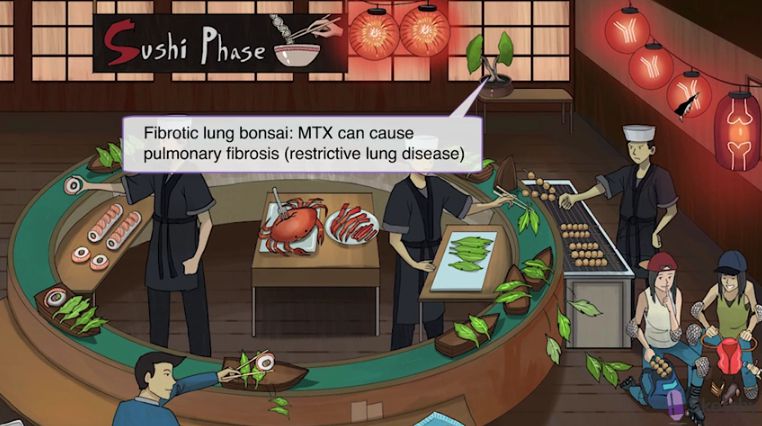 Sushi Phase
Fibrotic lung bonsai: MTX can cause
pulmonary fibrosis (restrictive lung disease)